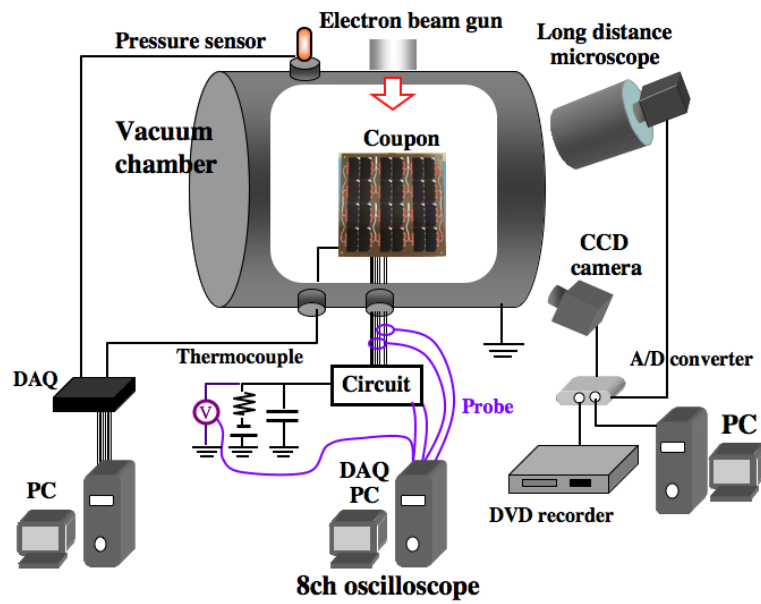 Electron beam gun
Pressure sensor
Long distance
microscope
Vacuum
chamber
Coupon
CCD
camera
Thermocouple
A/D converter
DAQ
Circuit
V
Probe
PC
PC
DAQ
PC
DVD recorder
8ch oscilloscope